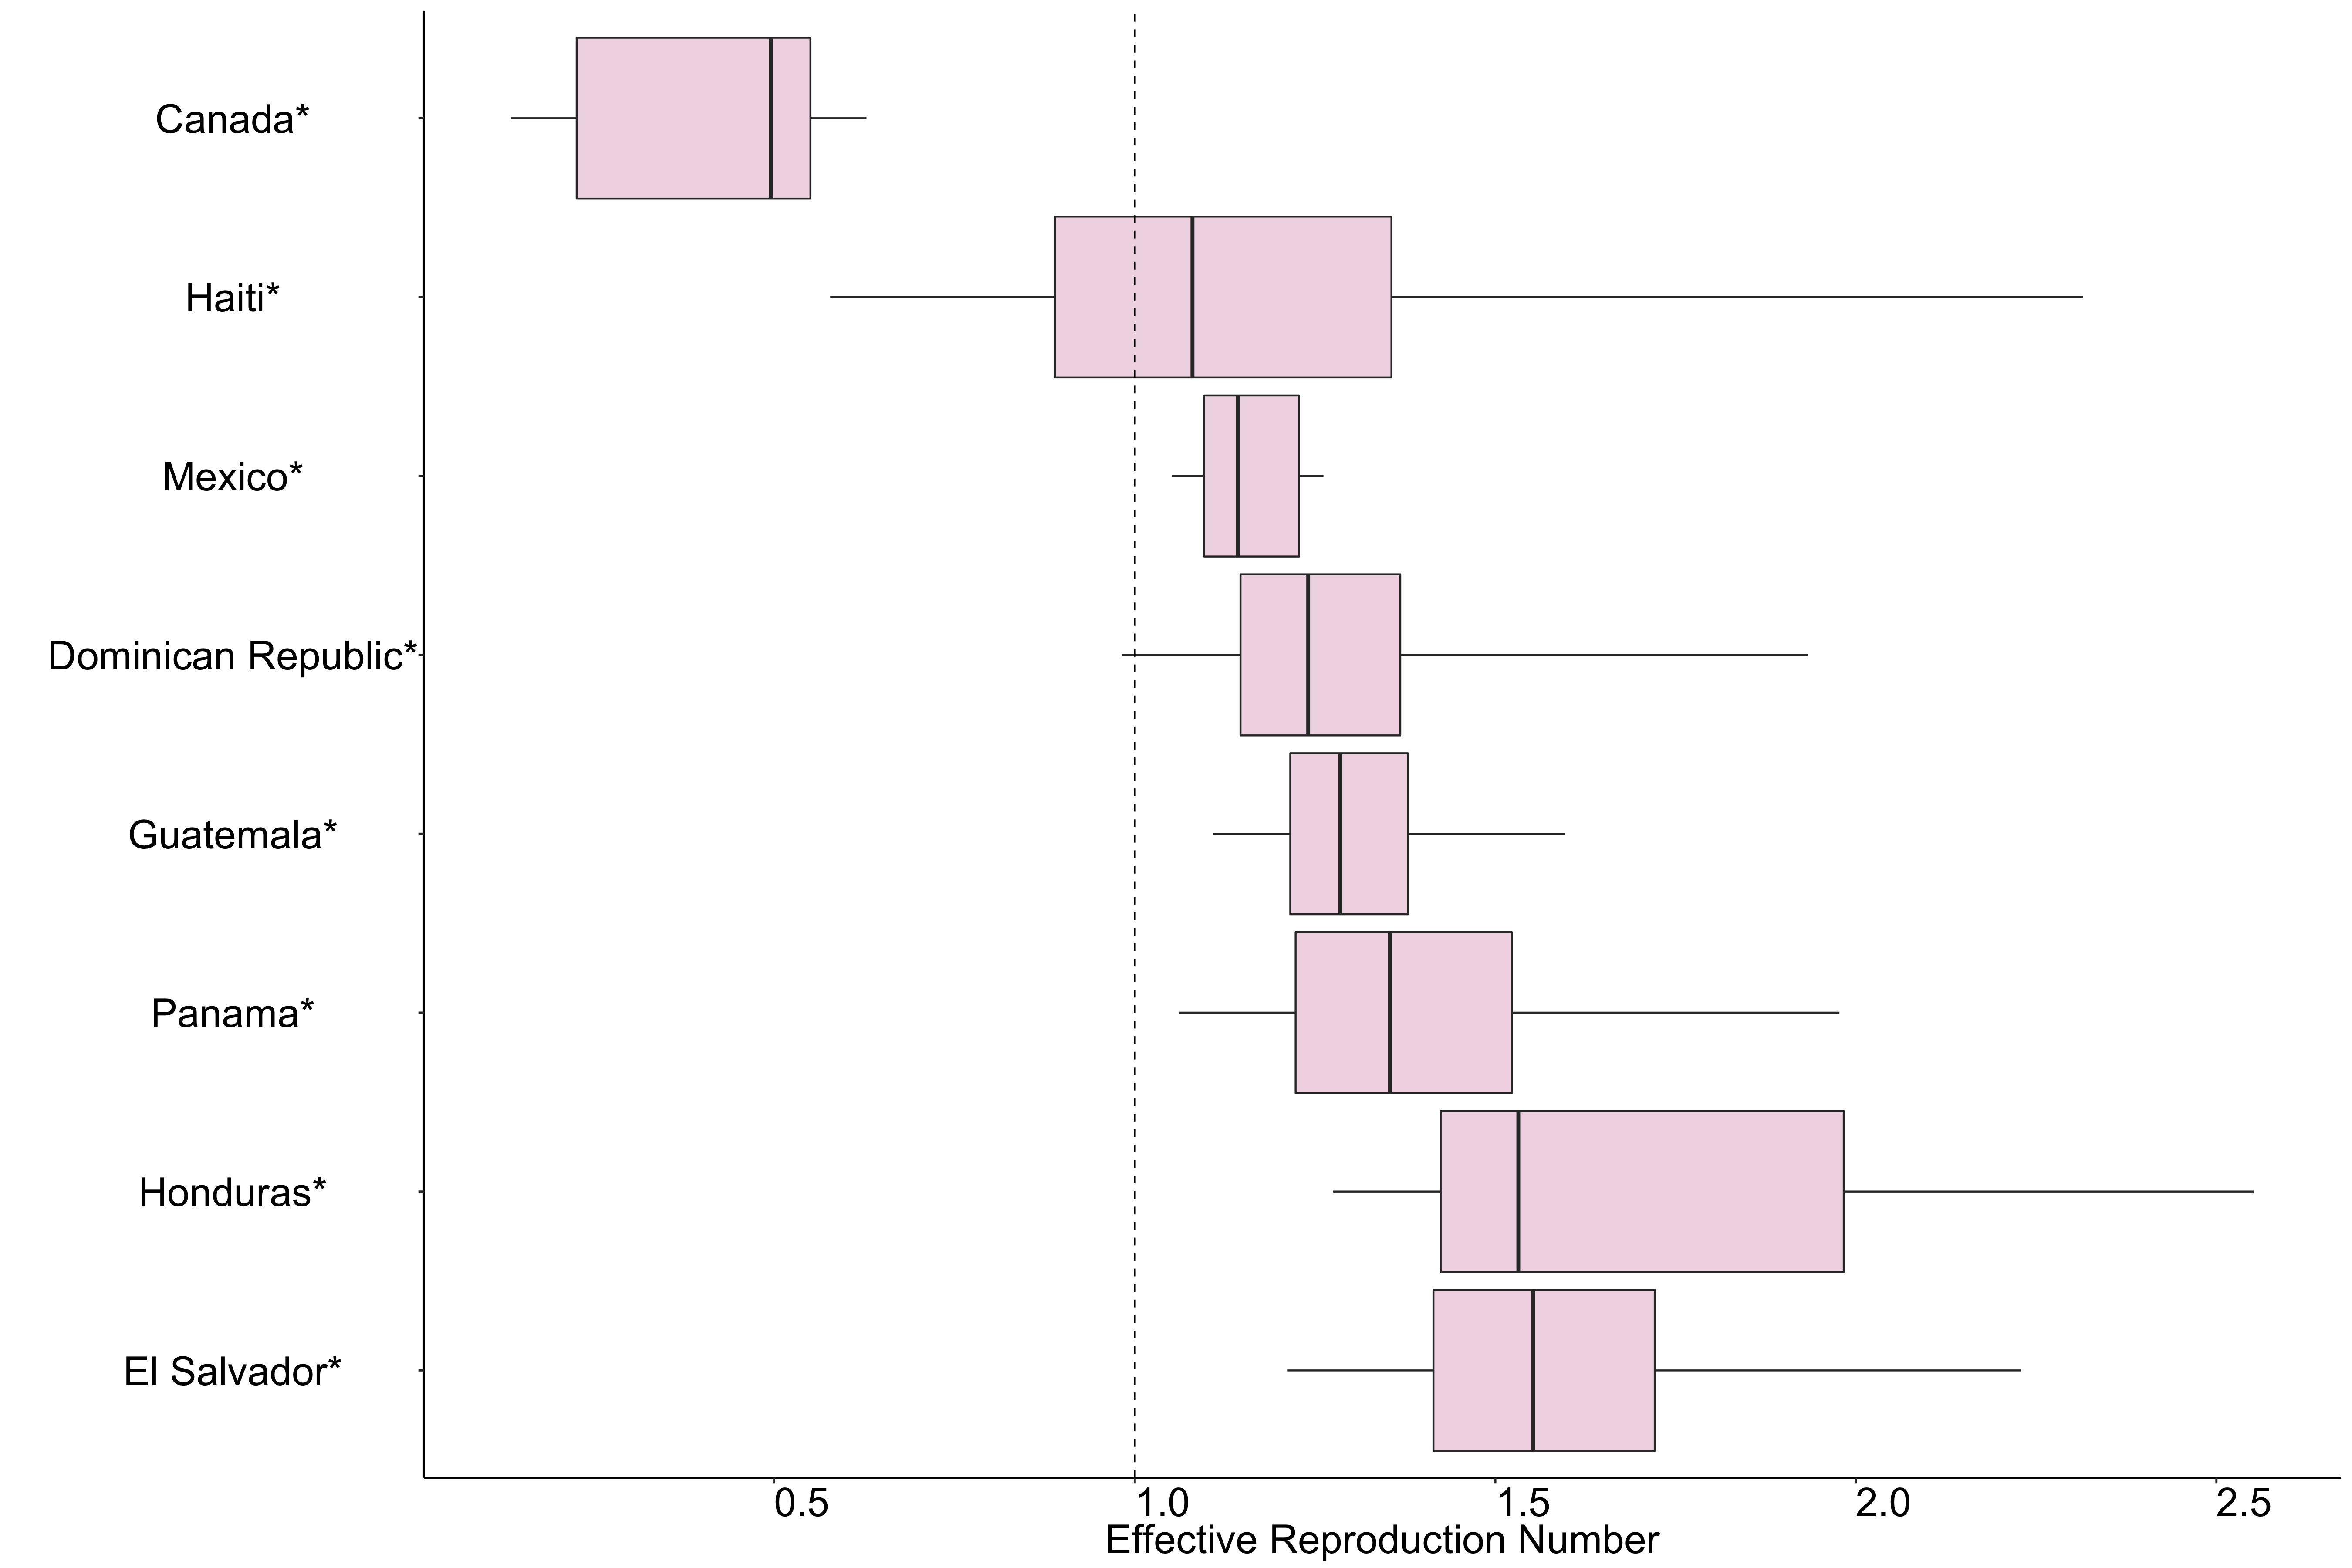 Canada*
Haiti*
Mexico*
Dominican Republic*
Guatemala*
Panama*
Honduras*
El Salvador*
0.5 1.0 1.5 2.0 2.5
Effective Reproduction Number